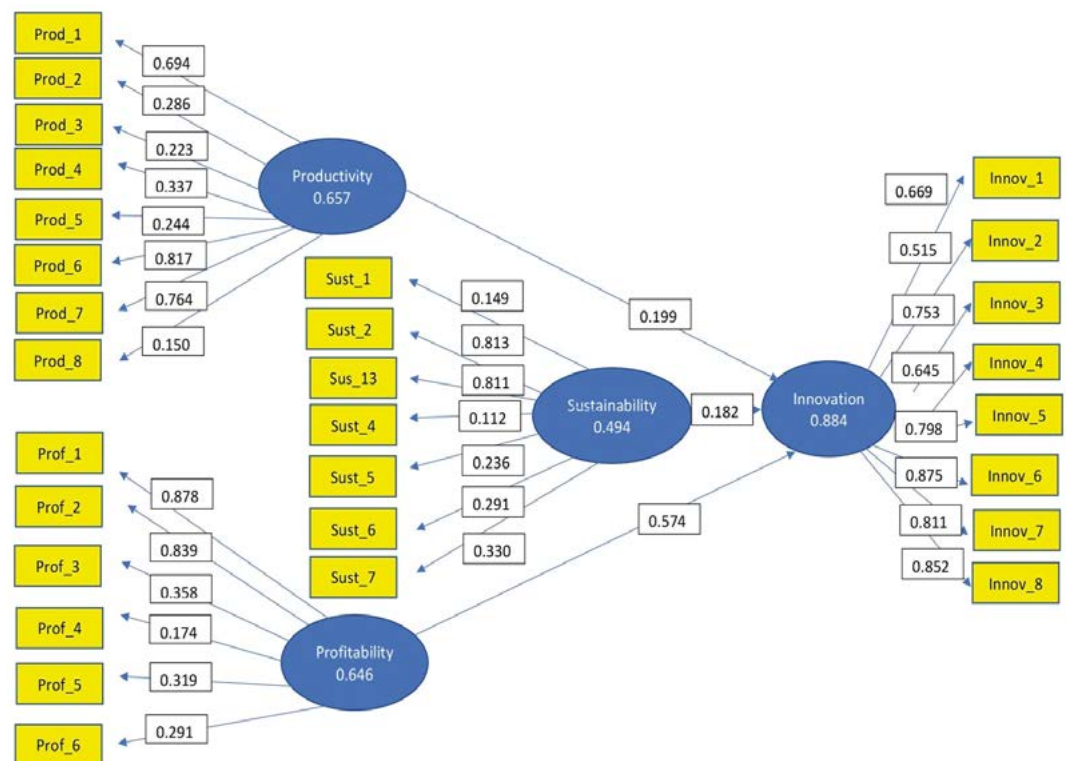 Prod_1
Prod_2
Prod_3
Prod_4
Prod_5
Prod_6
Prod_7
Prod_8
0.694
0.286
0.223
0.337
0.244
0.817
0.764
0.150
Productivity
0.657
Sust_1
Sust_2
Sus_13
Sust_4
Sust_5
Sust_6
Sust_7
0.149
0.813
0.811
0.112
0.236
0.291
0.330
Sustainability
0.494
Prof_1
Prof_2
Prof_3
Prof_4
Prof_5
Prof_6
0.878
0.839
0.358
0.174
0.319
0.291
Profitability
0.646
0.199
0.182
0.574
Innovation
0.884
0.669
0.515
0.753
0.645
0.798
0.875
0.811
0.852
Innov_1
Innov_2
Innov_3
Innov_4
Innov_5
Innov_6
Innov_7
Innov_8